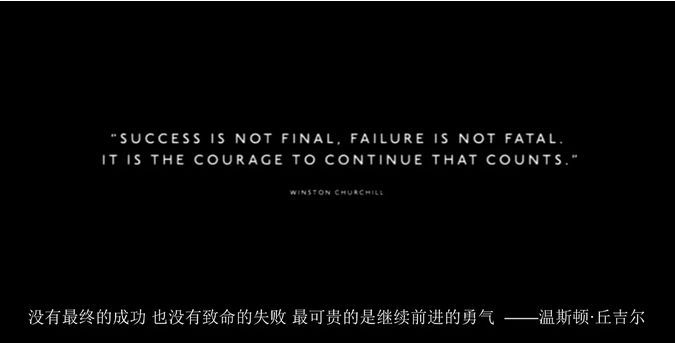 "SUCCESS IS NOT FINAL, FAILURE IS NOT FATAL.
IT IS THE COURAGE TO CONTINUE THAT COUNTS."
WINSTON CHURCHILL
没有最终的成功 也没有致命的失败 最可贵的是继续前进的勇气 ——温斯顿·丘吉尔